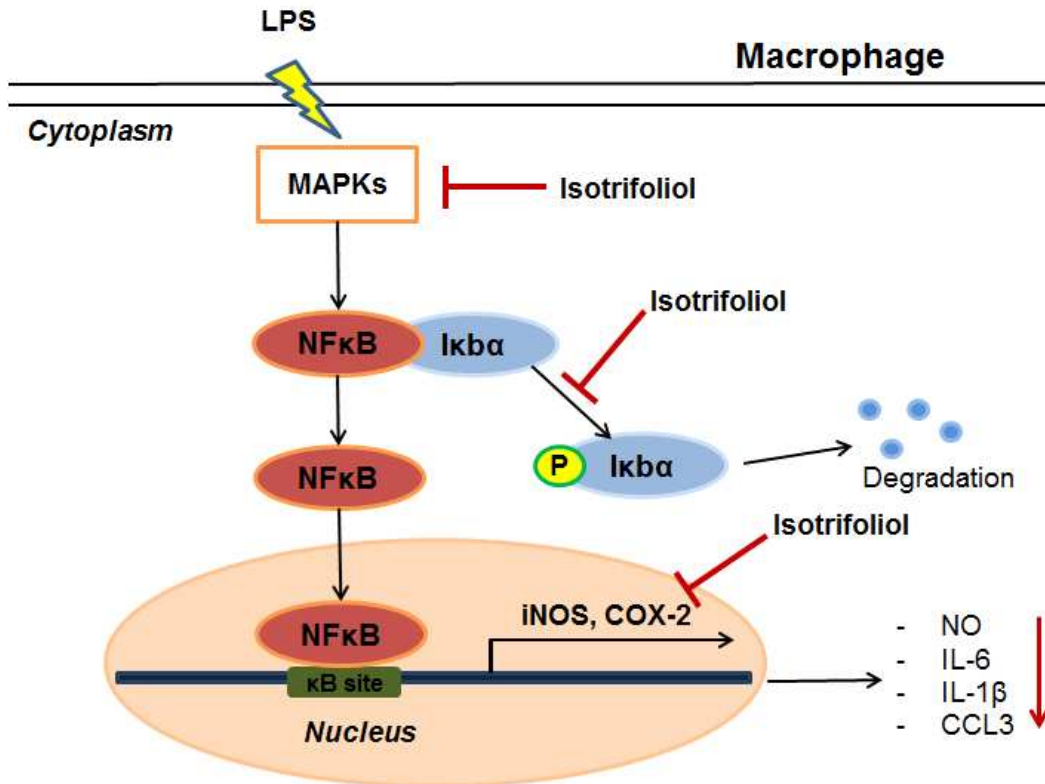 LPS
Macrophage
Cytoplasm
MAPKs
Isotrifoliol
Isotrifoliol
NFκB
Iκbα
NFκB
P
Iκbα
Degradation
Isotrifoliol
iNOS, COX-2
NFκB
κB site
Nucleus
- NO
- IL-6
- IL-1β
- CCL3